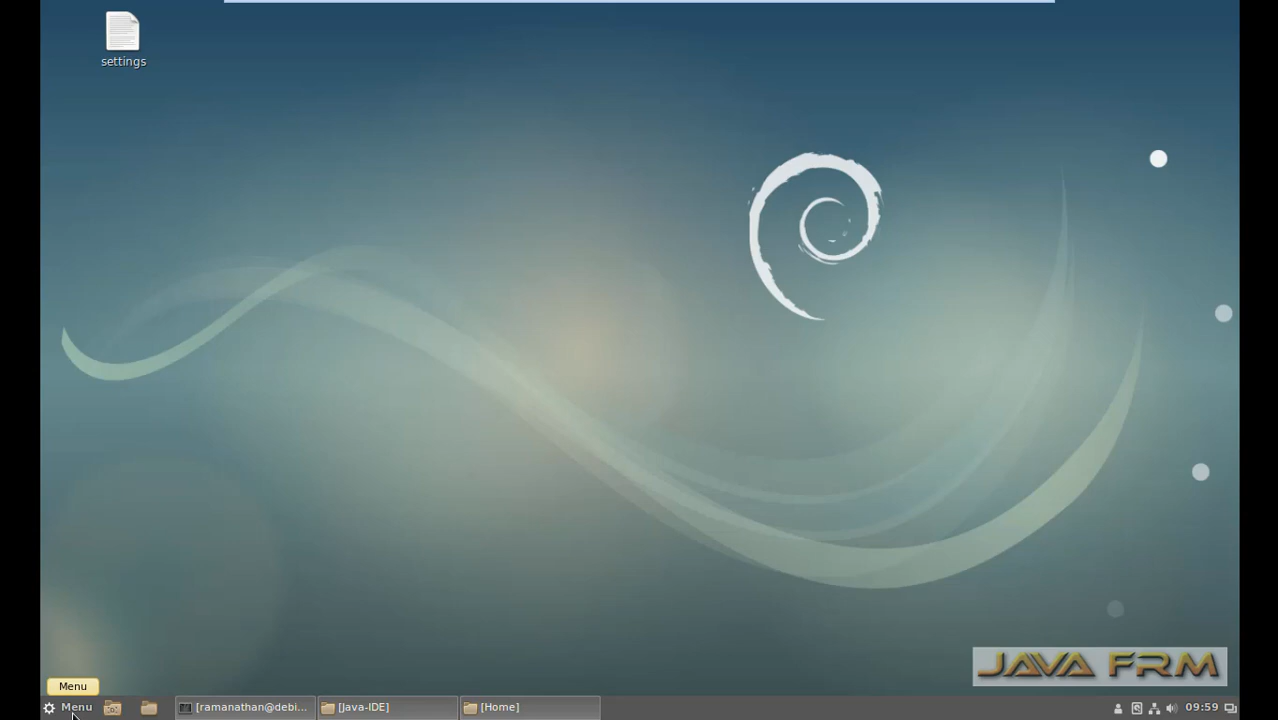 settings
JAVA FRM
Menu
Menu
[ramanathan@debi...
[Java-IDE]
[Home]
09:59